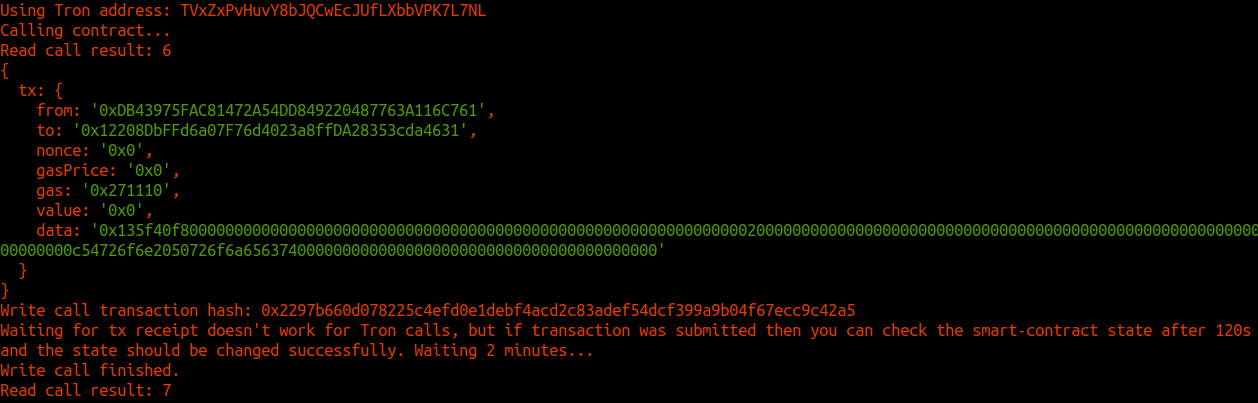 Using Tron address: TVxZxPvHuvY8bJQCwEcJUfLXbbVPK7L7NL
Calling contract...
Read call result: 6
{
  tx: {
    from: '0xDB43975FAC81472A54DD849220487763A116C761',
    to: '0x12208DbFFd6a07F76d4023a8ffDA28353cda4631',
    nonce: '0x0',
    gasPrice: '0x0',
    gas: '0x271110',
    value: '0x0',
    data: '0x135f40f80000000000000000000000000000000000000000000000000000000000000000200000000000000000000000000000000000000000000000000000000
00000000c54726f6e2050726f6a6563740000000000000000000000000000000000000000'
  }
}
Write call transaction hash: 0x2297b660d078225c4efd0e1debf4acd2c83adef54dcf399a9b04f67ecc9c42a5
Waiting for tx receipt doesn't work for Tron calls, but if transaction was submitted then you can check the smart-contract state after 120s
and the state should be changed successfully. Waiting 2 minutes...
Write call finished.
Read call result: 7